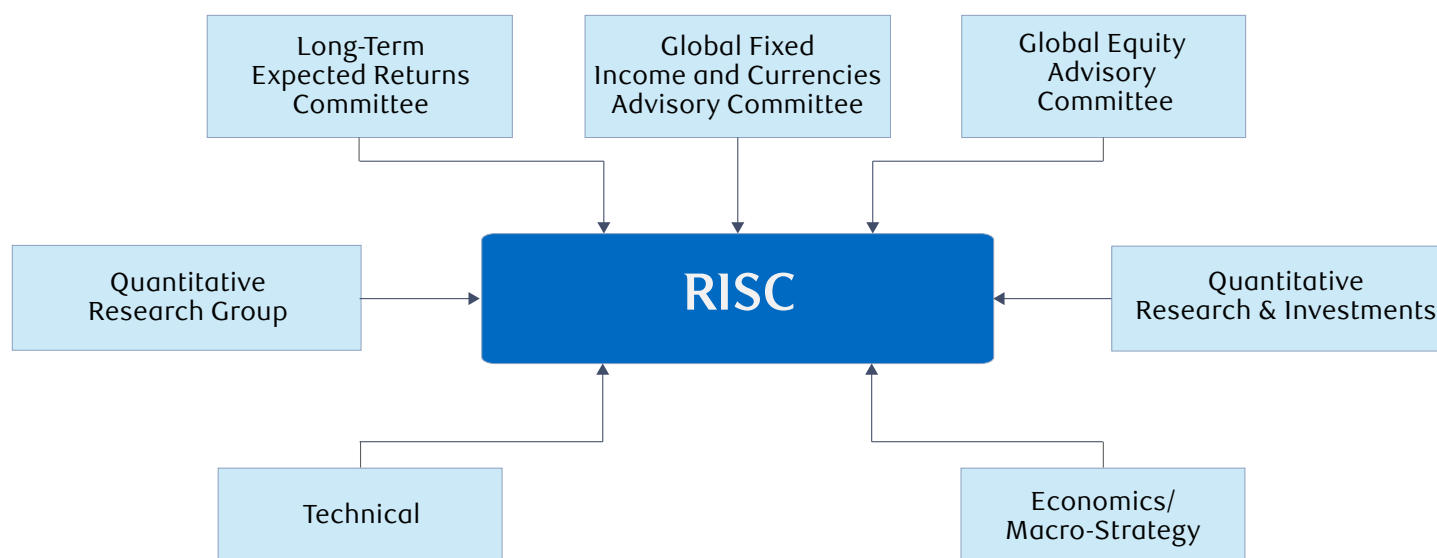 Long-Term
Expected Returns
Committee
Global Fixed
Income and Currencies
Advisory Committee
Global Equity
Advisory
Committee
Quantitative
Research Group
RISC
Quantitative
Research & Investments
Technical
Economics/
Macro-Strategy